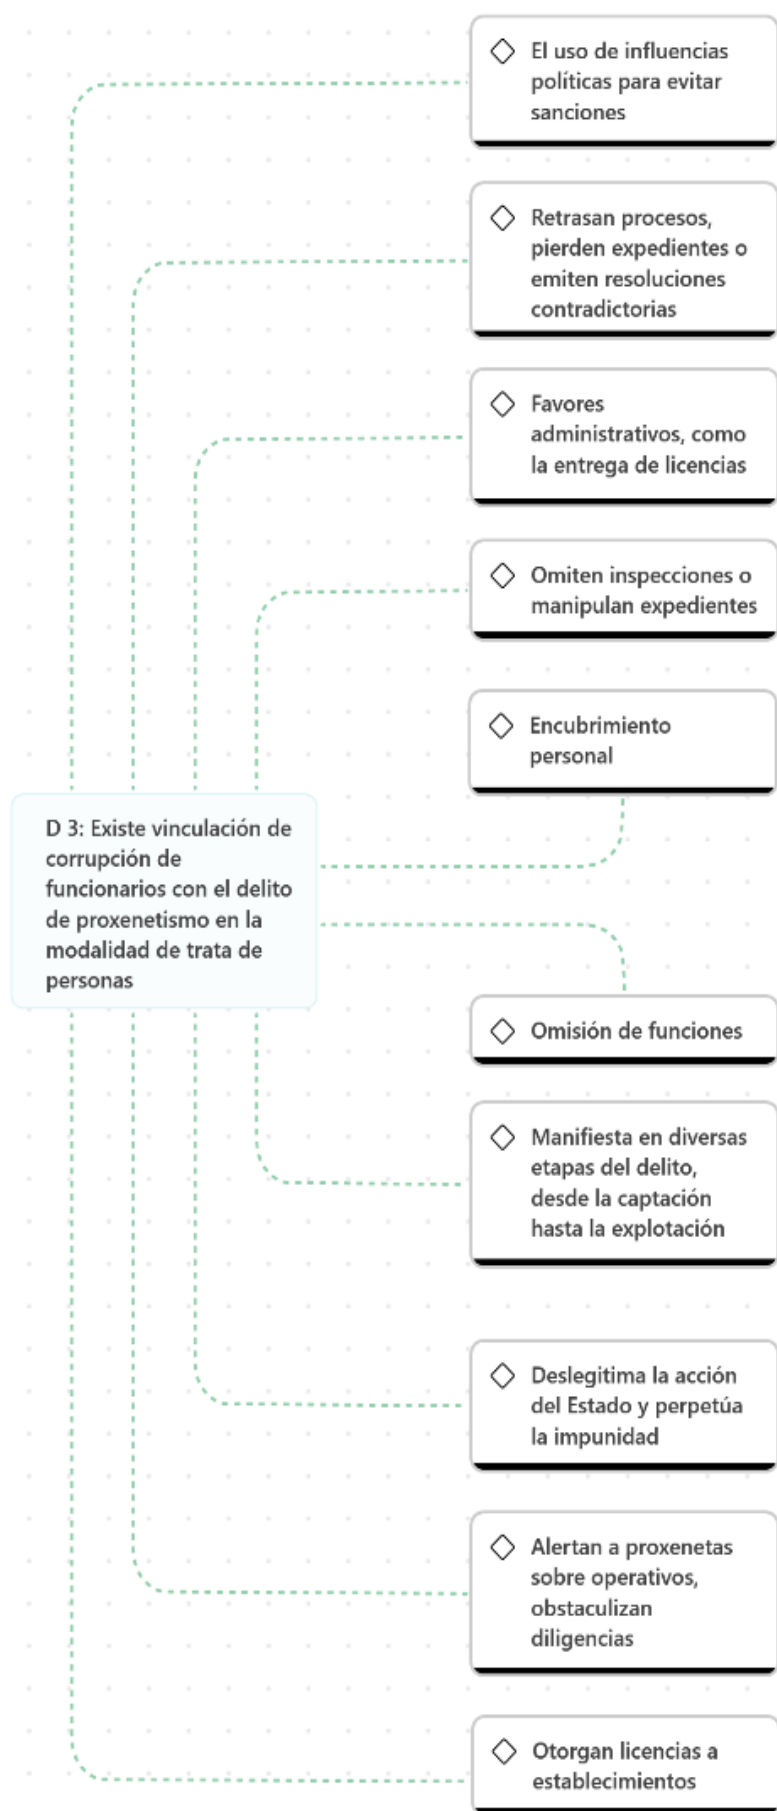 El uso de influencias
políticas para evitar
sanciones
Retrasan procesos,
pierden expedientes o
emiten resoluciones
contradictorias
Favores
administrativos, como
la entrega de licencias
Omiten inspecciones o
manipulan expedientes
Encubrimiento
personal
D 3: Existe vinculación de
corrupción de
funcionarios con el delito
de proxenetismo en la
modalidad de trata de
personas
Omisión de funciones
Manifiesta en diversas
etapas del delito,
desde la captación
hasta la explotación
Deslegitima la acción
del Estado y perpetúa
la impunidad
Alertan a proxenetas
sobre operativos,
obstaculizan
diligencias
Otorgan licencias a
establecimientos